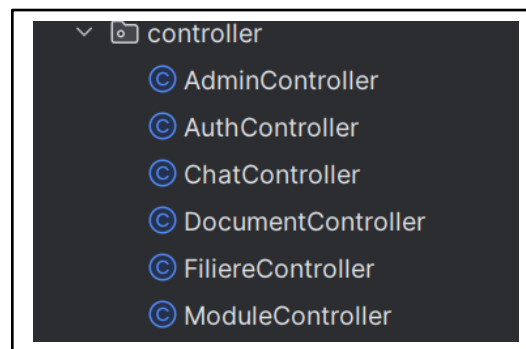 controller
AdminController
AuthController
ChatController
DocumentController
FiliereController
ModuleController